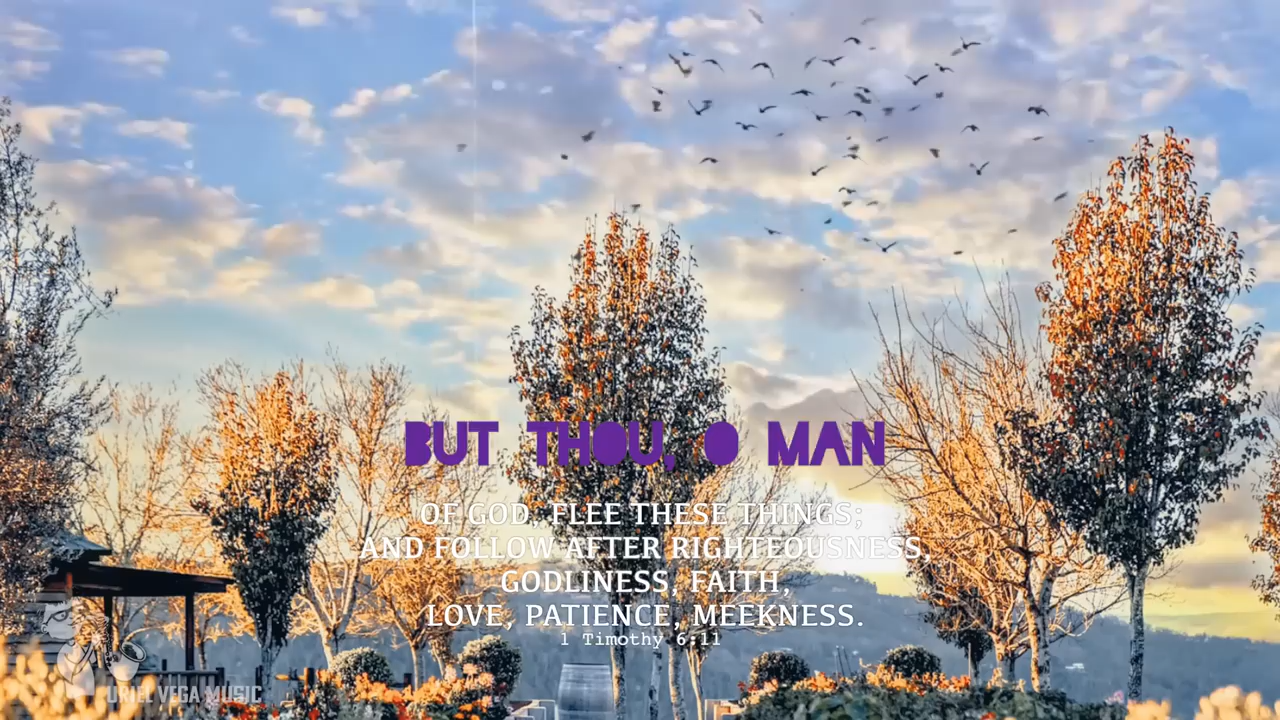 BUT THOU, O MAN
OF GOD, FLEE THESE THINGS;
AND FOLLOW AFTER RIGHTEOUSNESS,
GODLINESS, FAITH,
LOVE, PATIENCE, MEEKNESS.
1 Timothy 6:11
URIEL VEGA MUSIC